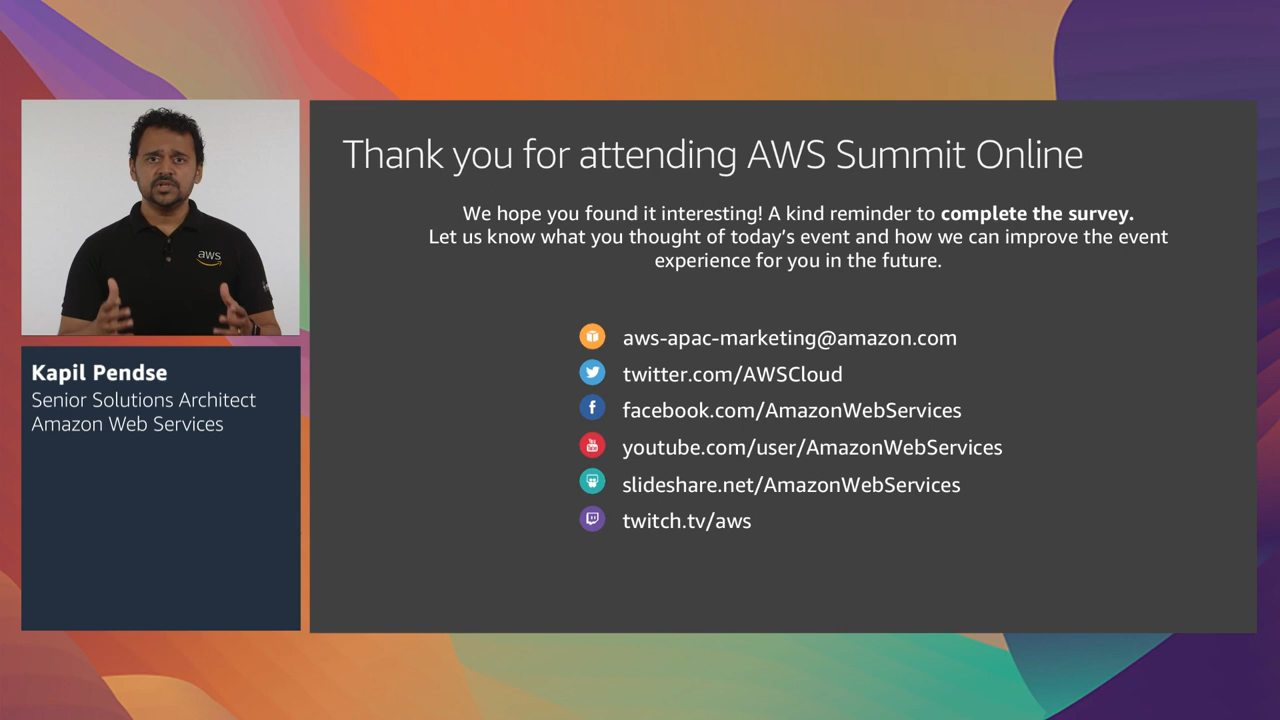 aws
Kapil Pendse
Senior Solutions Architect
Amazon Web Services
Thank you for attending AWS Summit Online
We hope you found it interesting! A kind reminder to complete the survey.
Let us know what you thought of today's event and how we can improve the event
experience for you in the future.
aws-apac-marketing@amazon.com
twitter.com/AWSCloud
facebook.com/AmazonWebServices
youtube.com/user/AmazonWebServices
slideshare.net/AmazonWebServices
twitch.tv/aws